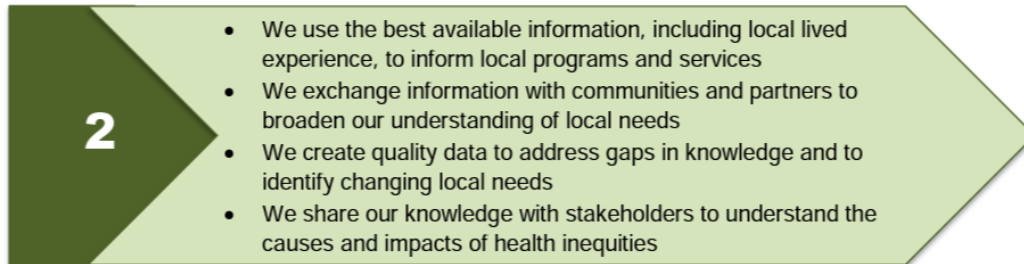 2
• We use the best available information, including local lived
experience, to inform local programs and services
• We exchange information with communities and partners to
broaden our understanding of local needs
• We create quality data to address gaps in knowledge and to
identify changing local needs
• We share our knowledge with stakeholders to understand the
causes and impacts of health inequities